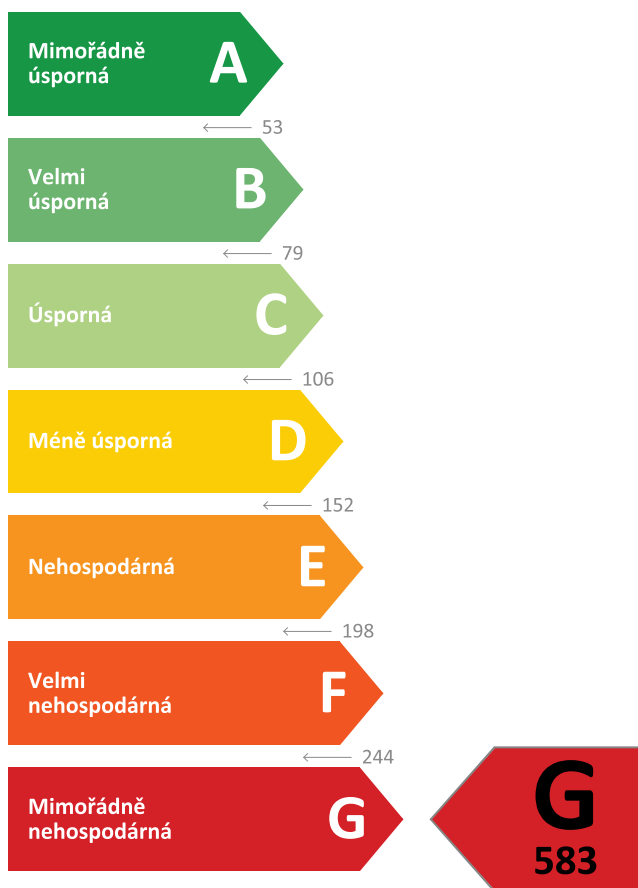 Mimořádně
úsporná
A
53
Velmi
úsporná
B
79
Úsporná
C
106
Méně úsporná
D
152
Nehospodárná
E
198
Velmi
nehospodárná
F
244
Mimořádně
nehospodárná
G
G
583